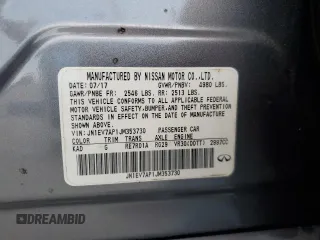 MANUFACTURED BY NISSAN MOTOR CO.,LTD.
DATE: 07/17 GVWR/PNBV: 4980 LBS.
GAWR/PNBE FR: 2546 LBS. RR: 2513 LBS.
THIS VEHICLE CONFORMS TO ALL APPLICABLE FEDERAL
MOTOR VEHICLE SAFETY, BUMPER, AND THEFT PREVENTION
STANDARDS IN EFFECT ON THE DATE OF MANUFACTURE
SHOWN ABOVE.
VIN: JN1EV7AP1JM353730 PASSENGER CAR
COLOR TRIM TRANS AXLE ENGINE
KAD G RE7R01A RG29 VR30(DDTT) 2997CC
JN1EV7AP1JM353730
autobidmaster